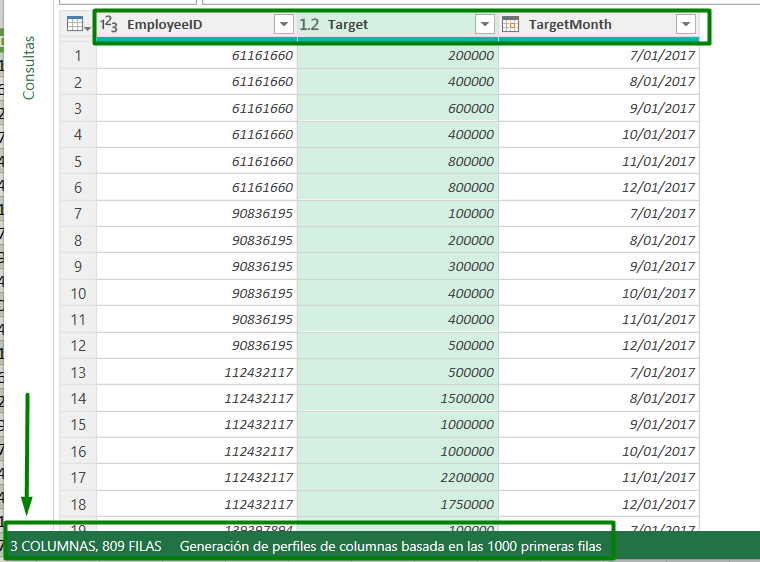 Consultas
1²3 EmployeeID 1.2 Target TargetMonth
1 61161660 200000 7/01/2017
2 61161660 400000 8/01/2017
3 61161660 600000 9/01/2017
4 61161660 400000 10/01/2017
5 61161660 800000 11/01/2017
6 61161660 800000 12/01/2017
7 90836195 100000 7/01/2017
8 90836195 200000 8/01/2017
9 90836195 300000 9/01/2017
10 90836195 400000 10/01/2017
11 90836195 400000 11/01/2017
12 90836195 500000 12/01/2017
13 112432117 500000 7/01/2017
14 112432117 1500000 8/01/2017
15 112432117 1000000 9/01/2017
16 112432117 1000000 10/01/2017
17 112432117 2200000 11/01/2017
18 112432117 1750000 12/01/2017
19 139397894 100000 7/01/2017
3 COLUMNAS, 809 FILAS Generación de perfiles de columnas basada en las 1000 primeras filas